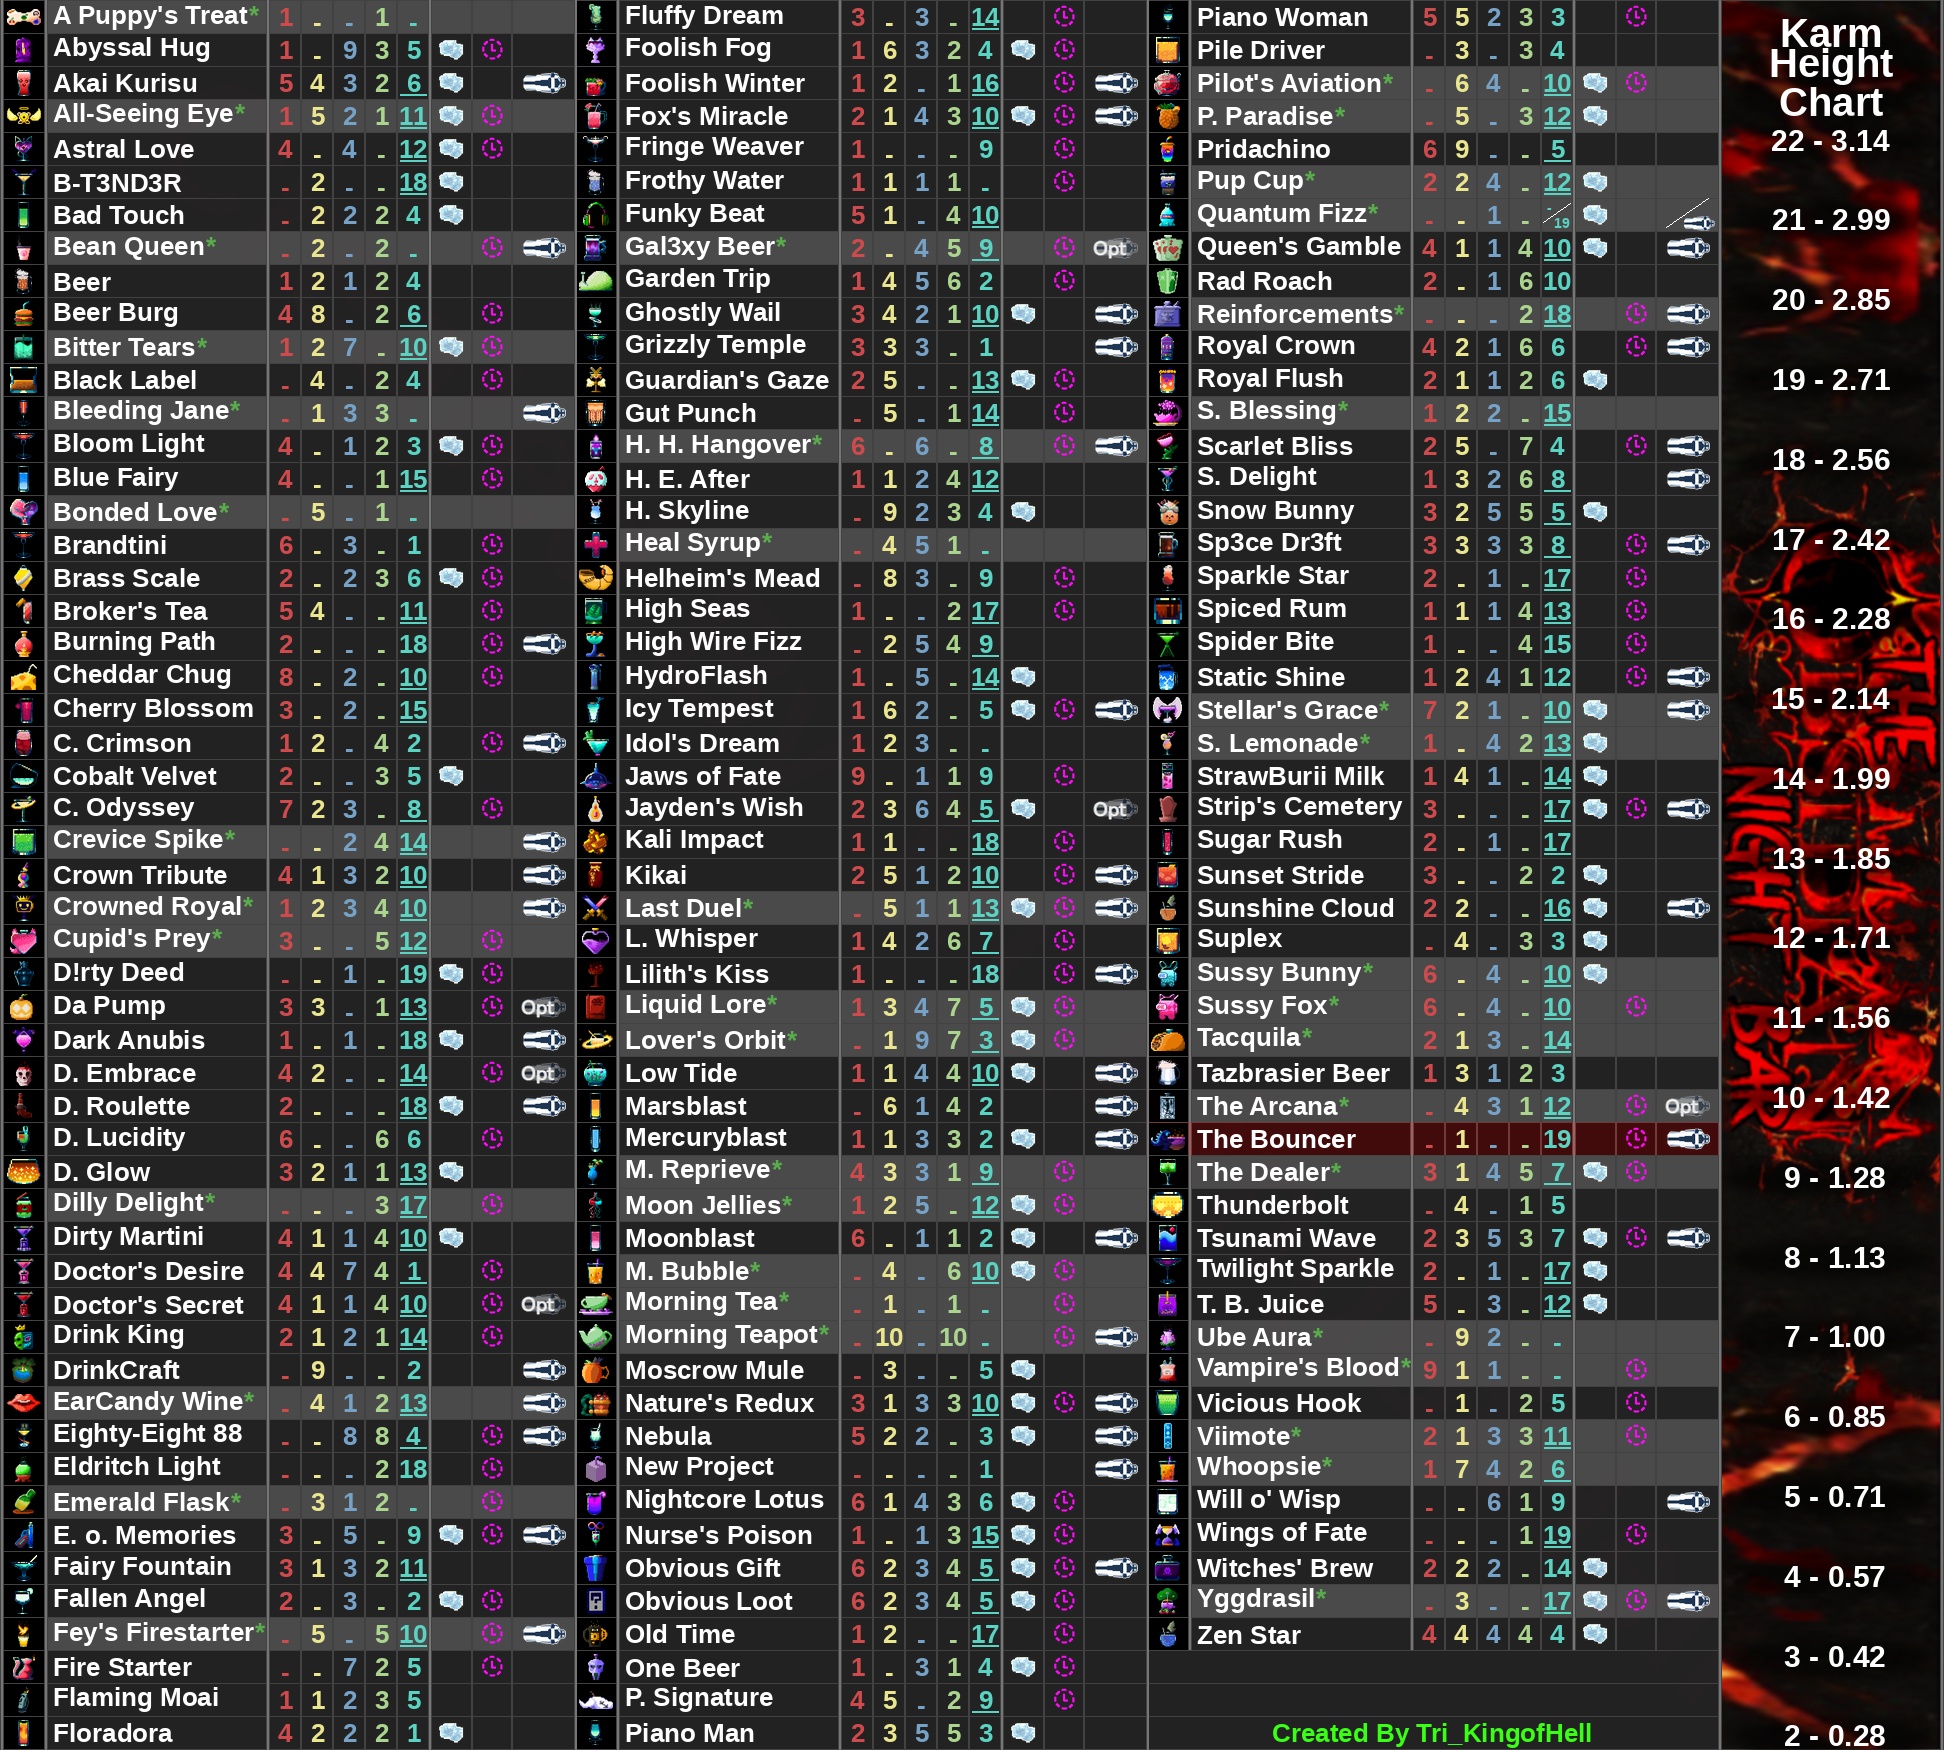 A Puppy's Treat* 1 - - 1 -
Abyssal Hug 1 - 9 3 5
Akai Kurisu 5 4 3 2 6
All-Seeing Eye* 1 5 2 1 11
Astral Love 4 - 4 - 12
B-T3ND3R - 2 - - 18
Bad Touch - 2 2 2 4
Bean Queen* - 2 - 2 -
Beer 1 2 1 2 4
Beer Burg 4 8 - 2 6
Bitter Tears* 1 2 7 - 10
Black Label - 4 - 2 4
Bleeding Jane* - 1 3 3 -
Bloom Light 4 - 1 2 3
Blue Fairy 4 - - 1 15
Bonded Love* - 5 - 1 -
Brandtini 6 - 3 - 1
Brass Scale 2 - 2 3 6
Broker's Tea 5 4 - - 11
Burning Path 2 - - - 18
Cheddar Chug 8 - 2 - 10
Cherry Blossom 3 - 2 - 15
C. Crimson 1 2 - 4 2
Cobalt Velvet 2 - - 3 5
C. Odyssey 7 2 3 - 8
Crevice Spike* - - 2 4 14
Crown Tribute 4 1 3 2 10
Crowned Royal* 1 2 3 4 10
Cupid's Prey* 3 - - 5 12
D!rty Deed - - 1 - 19
Da Pump 3 3 - 1 13 Opt
Dark Anubis 1 - 1 - 18
D. Embrace 4 2 - - 14 Opt
D. Roulette 2 - - - 18
D. Lucidity 6 - - 6 6
D. Glow 3 2 1 1 13
Dilly Delight* - - - 3 17
Dirty Martini 4 1 1 4 10
Doctor's Desire 4 4 7 4 1
Doctor's Secret 4 1 1 4 10 Opt
Drink King 2 1 2 1 14
DrinkCraft - 9 - - 2
EarCandy Wine* - 4 1 2 13
Eighty-Eight 88 - - 8 8 4
Eldritch Light - - - 2 18
Emerald Flask* - 3 1 2 -
E. o. Memories 3 - 5 - 9
Fairy Fountain 3 1 3 2 11
Fallen Angel 2 - 3 - 2
Fey's Firestarter* - 5 - 5 10
Fire Starter - - 7 2 5
Flaming Moai 1 1 2 3 5
Floradora 4 2 2 2 1
Fluffy Dream 3 - 3 - 14
Foolish Fog 1 6 3 2 4
Foolish Winter 1 2 - 1 16
Fox's Miracle 2 1 4 3 10
Fringe Weaver 1 - - - 9
Frothy Water 1 1 1 1 -
Funky Beat 5 1 - 4 10
Gal3xy Beer* 2 - 4 5 9 Opt
Garden Trip 1 4 5 6 2
Ghostly Wail 3 4 2 1 10
Grizzly Temple 3 3 3 - 1
Guardian's Gaze 2 5 - - 13
Gut Punch - 5 - 1 14
H. H. Hangover* 6 - 6 - 8
H. E. After 1 1 2 4 12
H. Skyline - 9 2 3 4
Heal Syrup* - 4 5 1 -
Helheim's Mead - 8 3 - 9
High Seas 1 - - 2 17
High Wire Fizz - 2 5 4 9
HydroFlash 1 - 5 - 14
Icy Tempest 1 6 2 - 5
Idol's Dream 1 2 3 - -
Jaws of Fate 9 - 1 1 9
Jayden's Wish 2 3 6 4 5 Opt
Kali Impact 1 1 - - 18
Kikai 2 5 1 2 10
Last Duel* - 5 1 1 13
L. Whisper 1 4 2 6 7
Lilith's Kiss 1 - - - 18
Liquid Lore* 1 3 4 7 5
Lover's Orbit* - 1 9 7 3
Low Tide 1 1 4 4 10
Marsblast - 6 1 4 2
Mercuryblast 1 1 3 3 2
M. Reprieve* 4 3 3 1 9
Moon Jellies* 1 2 5 - 12
Moonblast 6 - 1 1 2
M. Bubble* - 4 - 6 10
Morning Tea* - 1 - 1 -
Morning Teapot* - 10 - 10 -
Moscrow Mule - 3 - - 5
Nature's Redux 3 1 3 3 10
Nebula 5 2 2 - 3
New Project - - - - 1
Nightcore Lotus 6 1 4 3 6
Nurse's Poison 1 - 1 3 15
Obvious Gift 6 2 3 4 5
Obvious Loot 6 2 3 4 5
Old Time 1 2 - - 17
One Beer 1 - 3 1 4
P. Signature 4 5 - 2 9
Piano Man 2 3 5 5 3
Piano Woman 5 5 2 3 3
Pile Driver - 3 - 3 4
Pilot's Aviation* - 6 4 - 10
P. Paradise* - 5 - 3 12
Pridachino 6 9 - - 5
Pup Cup* 2 2 4 - 12
Quantum Fizz* - - 1 - -/19
Queen's Gamble 4 1 1 4 10
Rad Roach 2 - 1 6 10
Reinforcements* - - - 2 18
Royal Crown 4 2 1 6 6
Royal Flush 2 1 1 2 6
S. Blessing* 1 2 2 - 15
Scarlet Bliss 2 5 - 7 4
S. Delight 1 3 2 6 8
Snow Bunny 3 2 5 5 5
Sp3ce Dr3ft 3 3 3 3 8
Sparkle Star 2 - 1 - 17
Spiced Rum 1 1 1 4 13
Spider Bite 1 - - 4 15
Static Shine 1 2 4 1 12
Stellar's Grace* 7 2 1 - 10
S. Lemonade* 1 - 4 2 13
StrawBurii Milk 1 4 1 - 14
Strip's Cemetery 3 - - - 17
Sugar Rush 2 - 1 - 17
Sunset Stride 3 - - 2 2
Sunshine Cloud 2 2 - - 16
Suplex - 4 - 3 3
Sussy Bunny* 6 - 4 - 10
Sussy Fox* 6 - 4 - 10
Tacquila* 2 1 3 - 14
Tazbrasier Beer 1 3 1 2 3
The Arcana* - 4 3 1 12 Opt
The Bouncer - 1 - - 19
The Dealer* 3 1 4 5 7
Thunderbolt - 4 - 1 5
Tsunami Wave 2 3 5 3 7
Twilight Sparkle 2 - 1 - 17
T. B. Juice 5 - 3 - 12
Ube Aura* - 9 2 - -
Vampire's Blood* 9 1 1 - -
Vicious Hook - 1 - 2 5
Viimote* 2 1 3 3 11
Whoopsie* 1 7 4 2 6
Will o' Wisp - - 6 1 9
Wings of Fate - - - 1 19
Witches' Brew 2 2 2 - 14
Yggdrasil* - 3 - - 17
Zen Star 4 4 4 4 4
Created By Tri_KingofHell
Karm
Height
Chart
22 - 3.14
21 - 2.99
20 - 2.85
19 - 2.71
18 - 2.56
17 - 2.42
16 - 2.28
15 - 2.14
14 - 1.99
13 - 1.85
12 - 1.71
11 - 1.56
10 - 1.42
9 - 1.28
8 - 1.13
7 - 1.00
6 - 0.85
5 - 0.71
4 - 0.57
3 - 0.42
2 - 0.28
THE
NIGHT
BAR